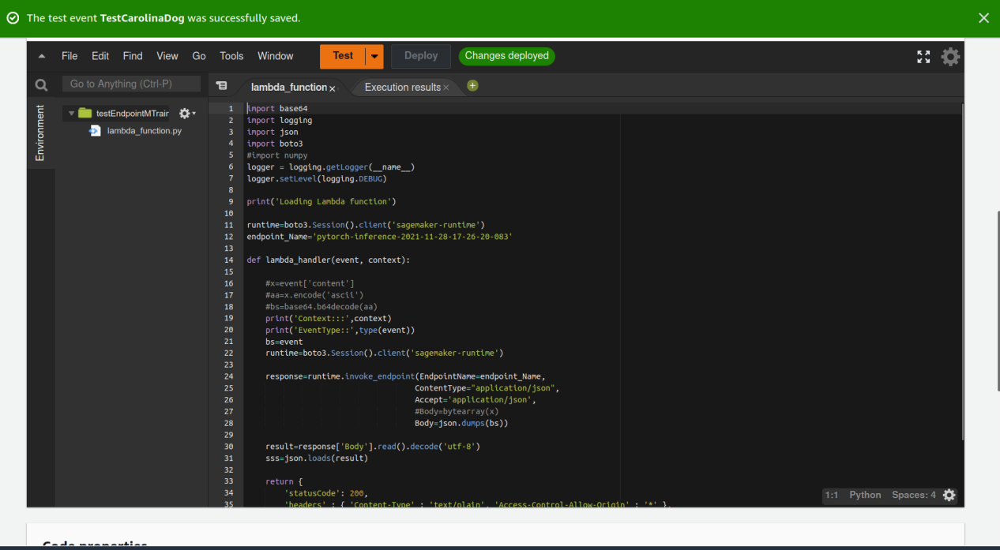 The test event TestCarolinaDog was successfully saved.
File Edit Find View Go Tools Window Test Deploy Changes deployed
Go to Anything (Ctrl-P)
lambda_function Execution results
Environment
testEndpointMTrair
lambda_function.py
1 import base64
2 import logging
3 import json
4 import boto3
5 #import numpy
6 logger = logging.getLogger(__name__)
7 logger.setLevel(logging.DEBUG)
8
9 print('Loading Lambda function')
10
11 runtime=boto3.Session().client('sagemaker-runtime')
12 endpoint_Name='pytorch-inference-2021-11-28-17-26-20-083'
13
14 def lambda_handler(event, context):
15
16 #x=event['content']
17 #aa=x.encode('ascii')
18 #bs=base64.b64decode(aa)
19 print('Context:::',context)
20 print('EventType::',type(event))
21 bs=event
22 runtime=boto3.Session().client('sagemaker-runtime')
23
24 response=runtime.invoke_endpoint(EndpointName=endpoint_Name,
25 ContentType="application/json",
26 Accept='application/json',
27 #Body=bytearray(x)
28 Body=json.dumps(bs))
29
30 result=response['Body'].read().decode('utf-8')
31 sss=json.loads(result)
32
33 return {
34 'statusCode': 200,
35 'headers' : { 'Content-Type' : 'text/plain', 'Access-Control-Allow-Origin' : '*' },
1:1 Python Spaces: 4
Code properties